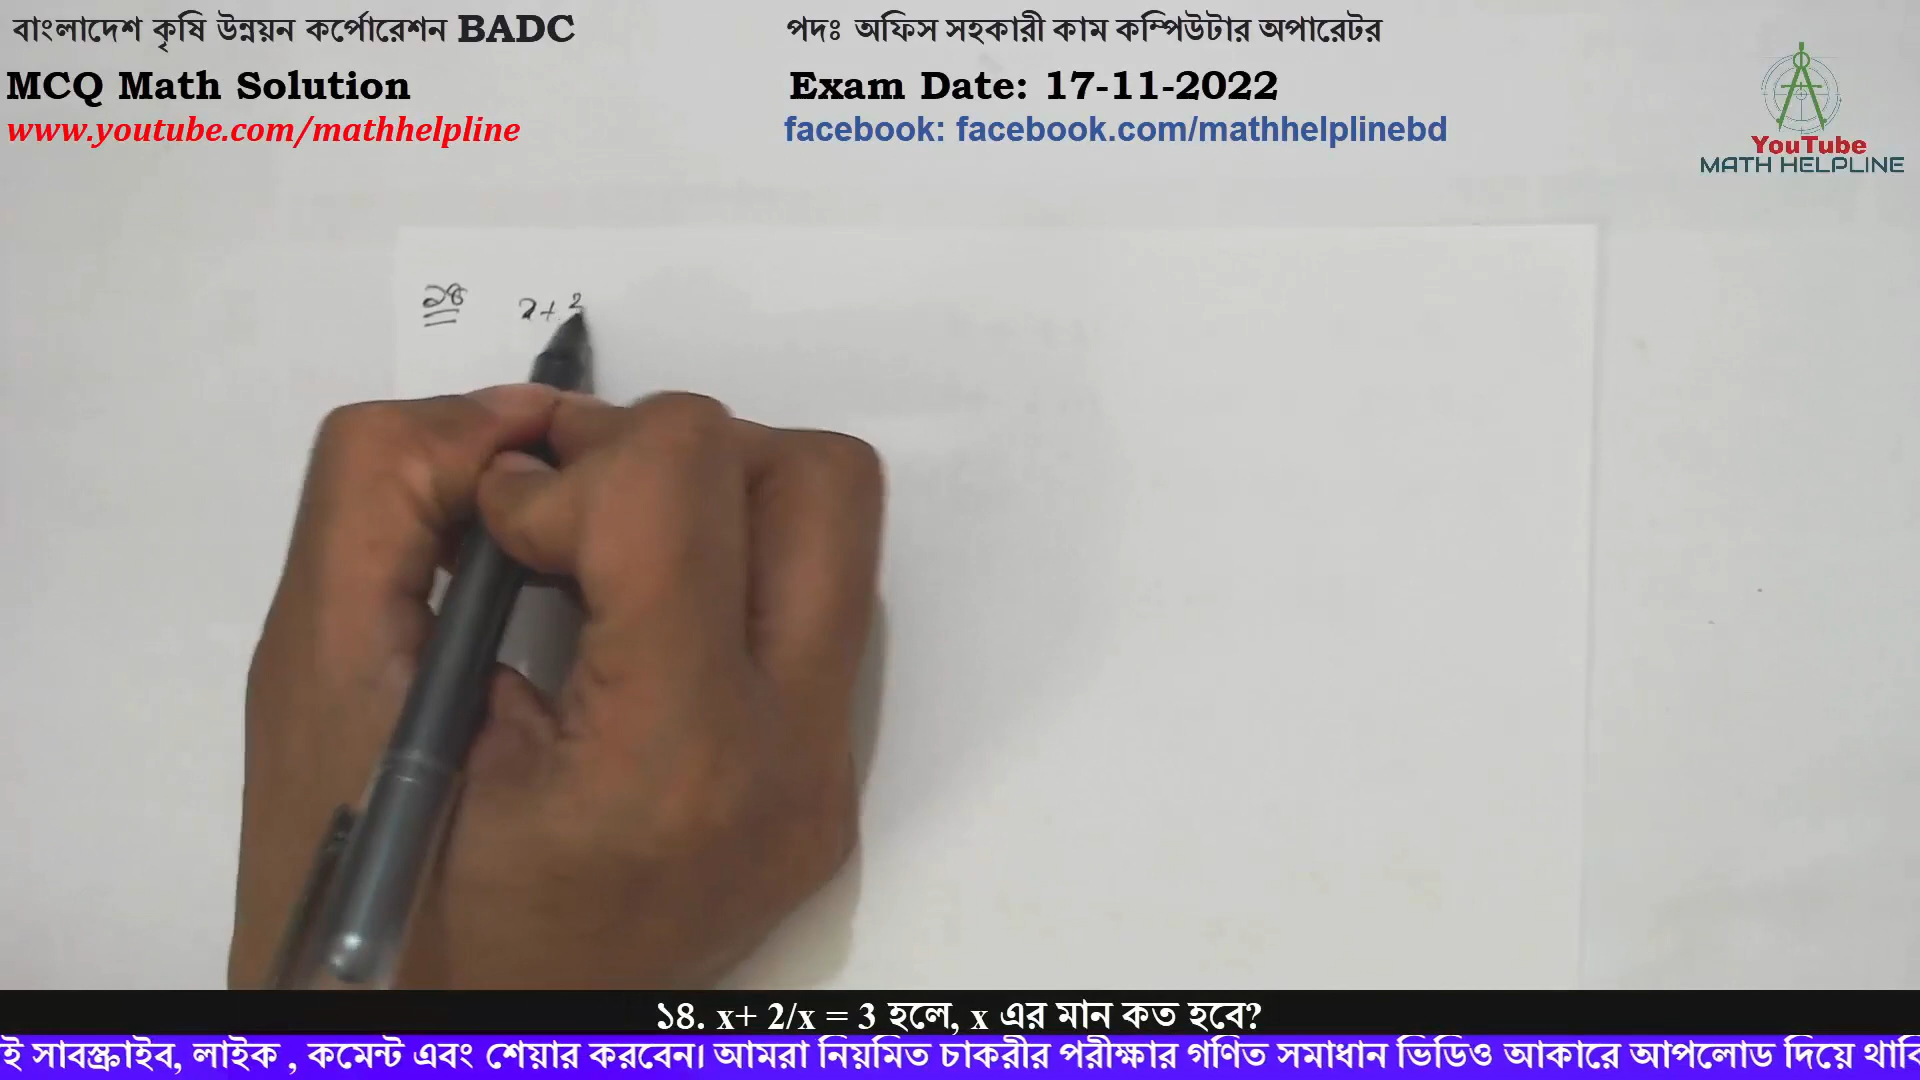 বাংলাদেশ কৃষি উন্নয়ন কর্পোরেশন BADC
পদঃ অফিস সহকারী কাম কম্পিউটার অপারেটর
MCQ Math Solution
Exam Date: 17-11-2022
www.youtube.com/mathhelpline
facebook: facebook.com/mathhelplinebd
YouTube
MATH HELPLINE
১৪ x + 2
১৪. x+ 2/x = 3 হলে, x এর মান কত হবে?
ই সাবস্ক্রাইব, লাইক , কমেন্ট এবং শেয়ার করবেন। আমরা নিয়মিত চাকরীর পরীক্ষার গণিত সমাধান ভিডিও আকারে আপলোড দিয়ে থাকি